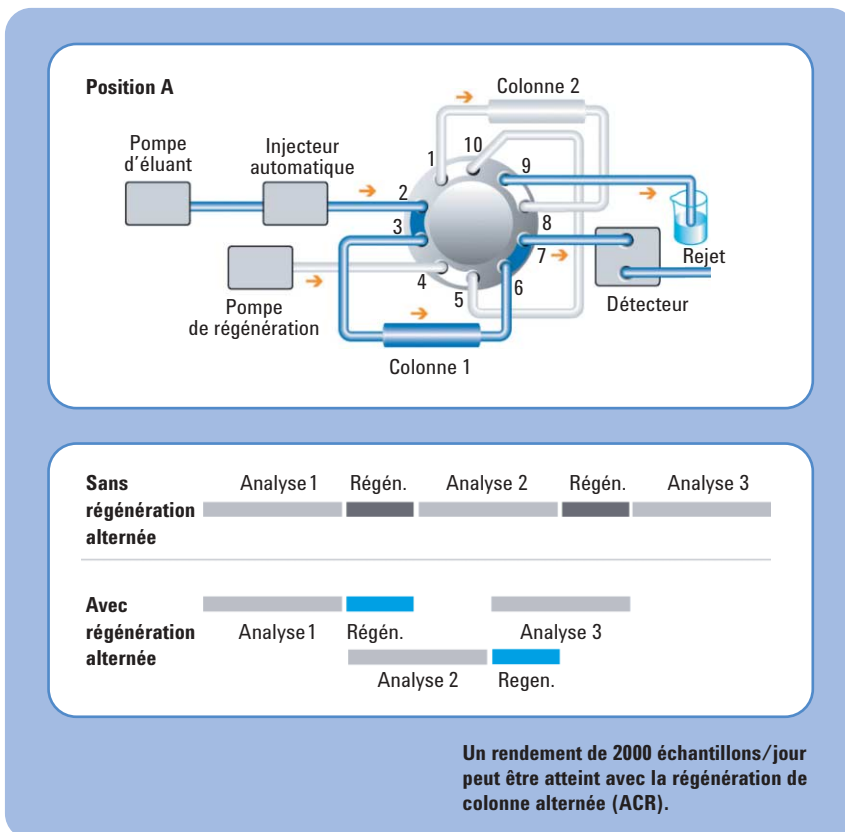 Position A
Colonne 2
Pompe
d'éluant
Injecteur
automatique
1
10
9
2
3
8
7
4
5
6
Rejet
Pompe
de régénération
Détecteur
Colonne 1
Sans
régénération
alternée
Analyse 1 Régén. Analyse 2 Régén. Analyse 3
Avec
régénération
alternée
Analyse 1 Régén. Analyse 3
Analyse 2 Regen.
Un rendement de 2000 échantillons/jour
peut être atteint avec la régénération de
colonne alternée (ACR).